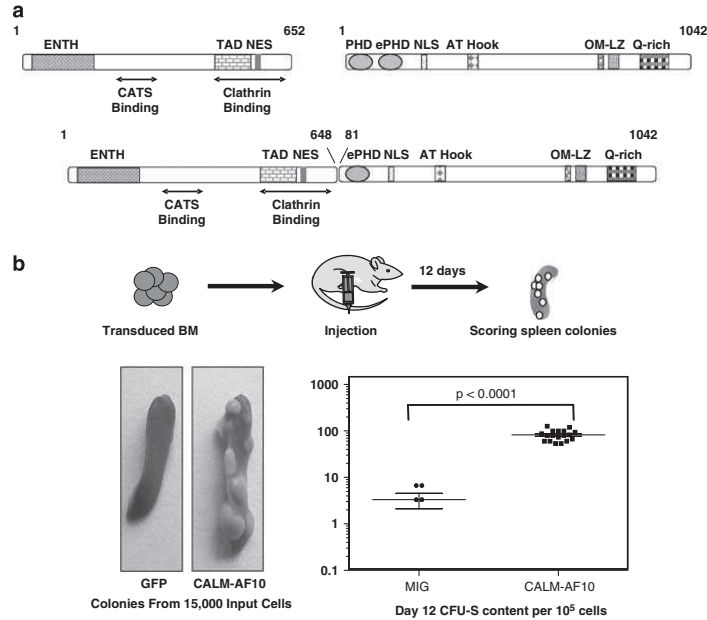 a
1 652 1 1042
ENTH TAD NES PHD ePHD NLS AT Hook OM-LZ Q-rich
CATS Clathrin
Binding Binding
1 648 81 1042
ENTH TAD NES ePHD NLS AT Hook OM-LZ Q-rich
CATS Clathrin
Binding Binding
b
12 days
Transduced BM Injection Scoring spleen colonies
GFP CALM-AF10
Colonies From 15,000 Input Cells
1000
p < 0.0001
100
10
1
0.1
MIG CALM-AF10
Day 12 CFU-S content per 10⁵ cells